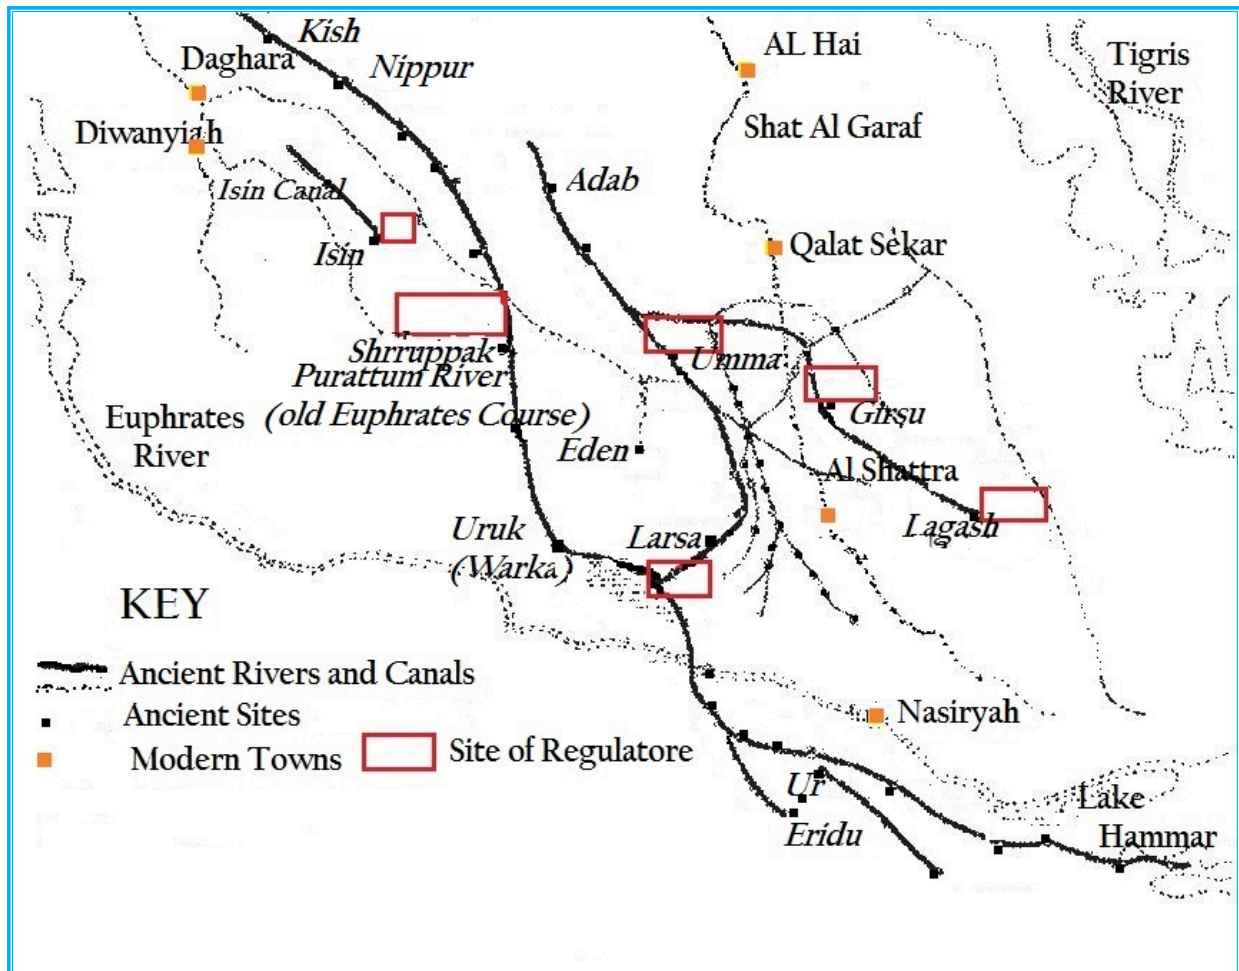 Kish
Daghara
Nippur
AL Hai
Tigris
River
Diwanyiah
Shat Al Garaf
Isin Canal
Adab
Isin
Qalat Sekar
Shrruppak
Umma
Purattum River
(old Euphrates Course)
Euphrates
River
Girsu
Eden
Al Shattra
Uruk
(Warka)
Larsa
Lagash
KEY
Ancient Rivers and Canals
Ancient Sites
Modern Towns
Site of Regulatore
Nasiryah
Ur
Eridu
Lake
Hammar